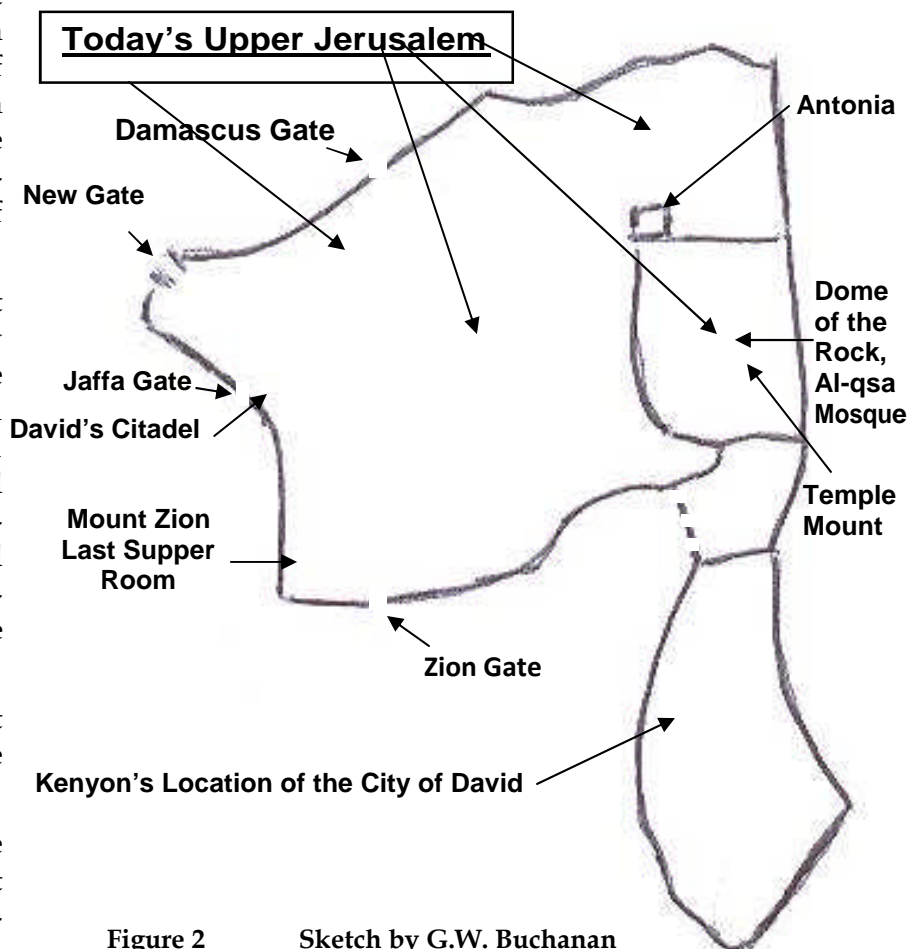 Today's Upper Jerusalem
Antonia
Damascus Gate
New Gate
Dome
of the
Rock,
Al-qsa
Mosque
Jaffa Gate
David's Citadel
Temple
Mount
Mount Zion
Last Supper
Room
Zion Gate
Kenyon's Location of the City of David
Figure 2 Sketch by G.W. Buchanan